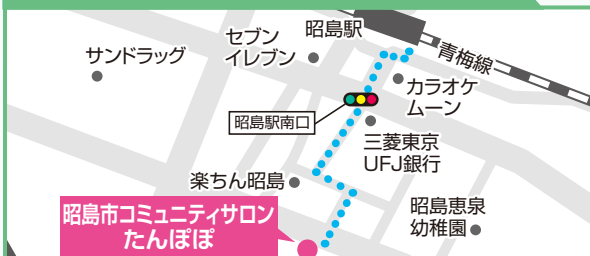 昭島駅
青梅線
セブン
イレブン
サンドラッグ
カラオケ
ムーン
昭島駅南口
三菱東京
UFJ銀行
楽ちん昭島
昭島恵泉
幼稚園
昭島市コミュニティサロン
たんぽぽ